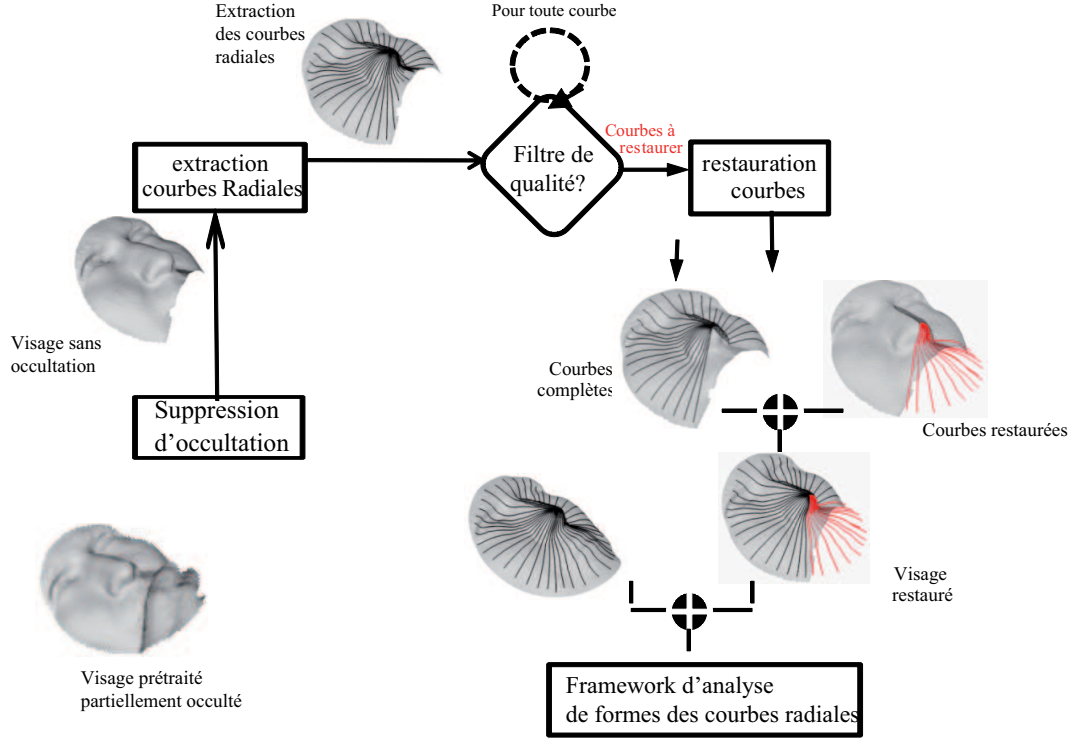 Extraction
des courbes
radiales
Pour toute courbe
Courbes à
restaurer
Filtre de
qualité?
extraction
courbes Radiales
restauration
courbes
Visage sans
occultation
Courbes
complètes
Suppression
d'occultation
Courbes restaurées
Visage
restauré
Visage prétraité
partiellement occulté
Framework d'analyse
de formes des courbes radiales